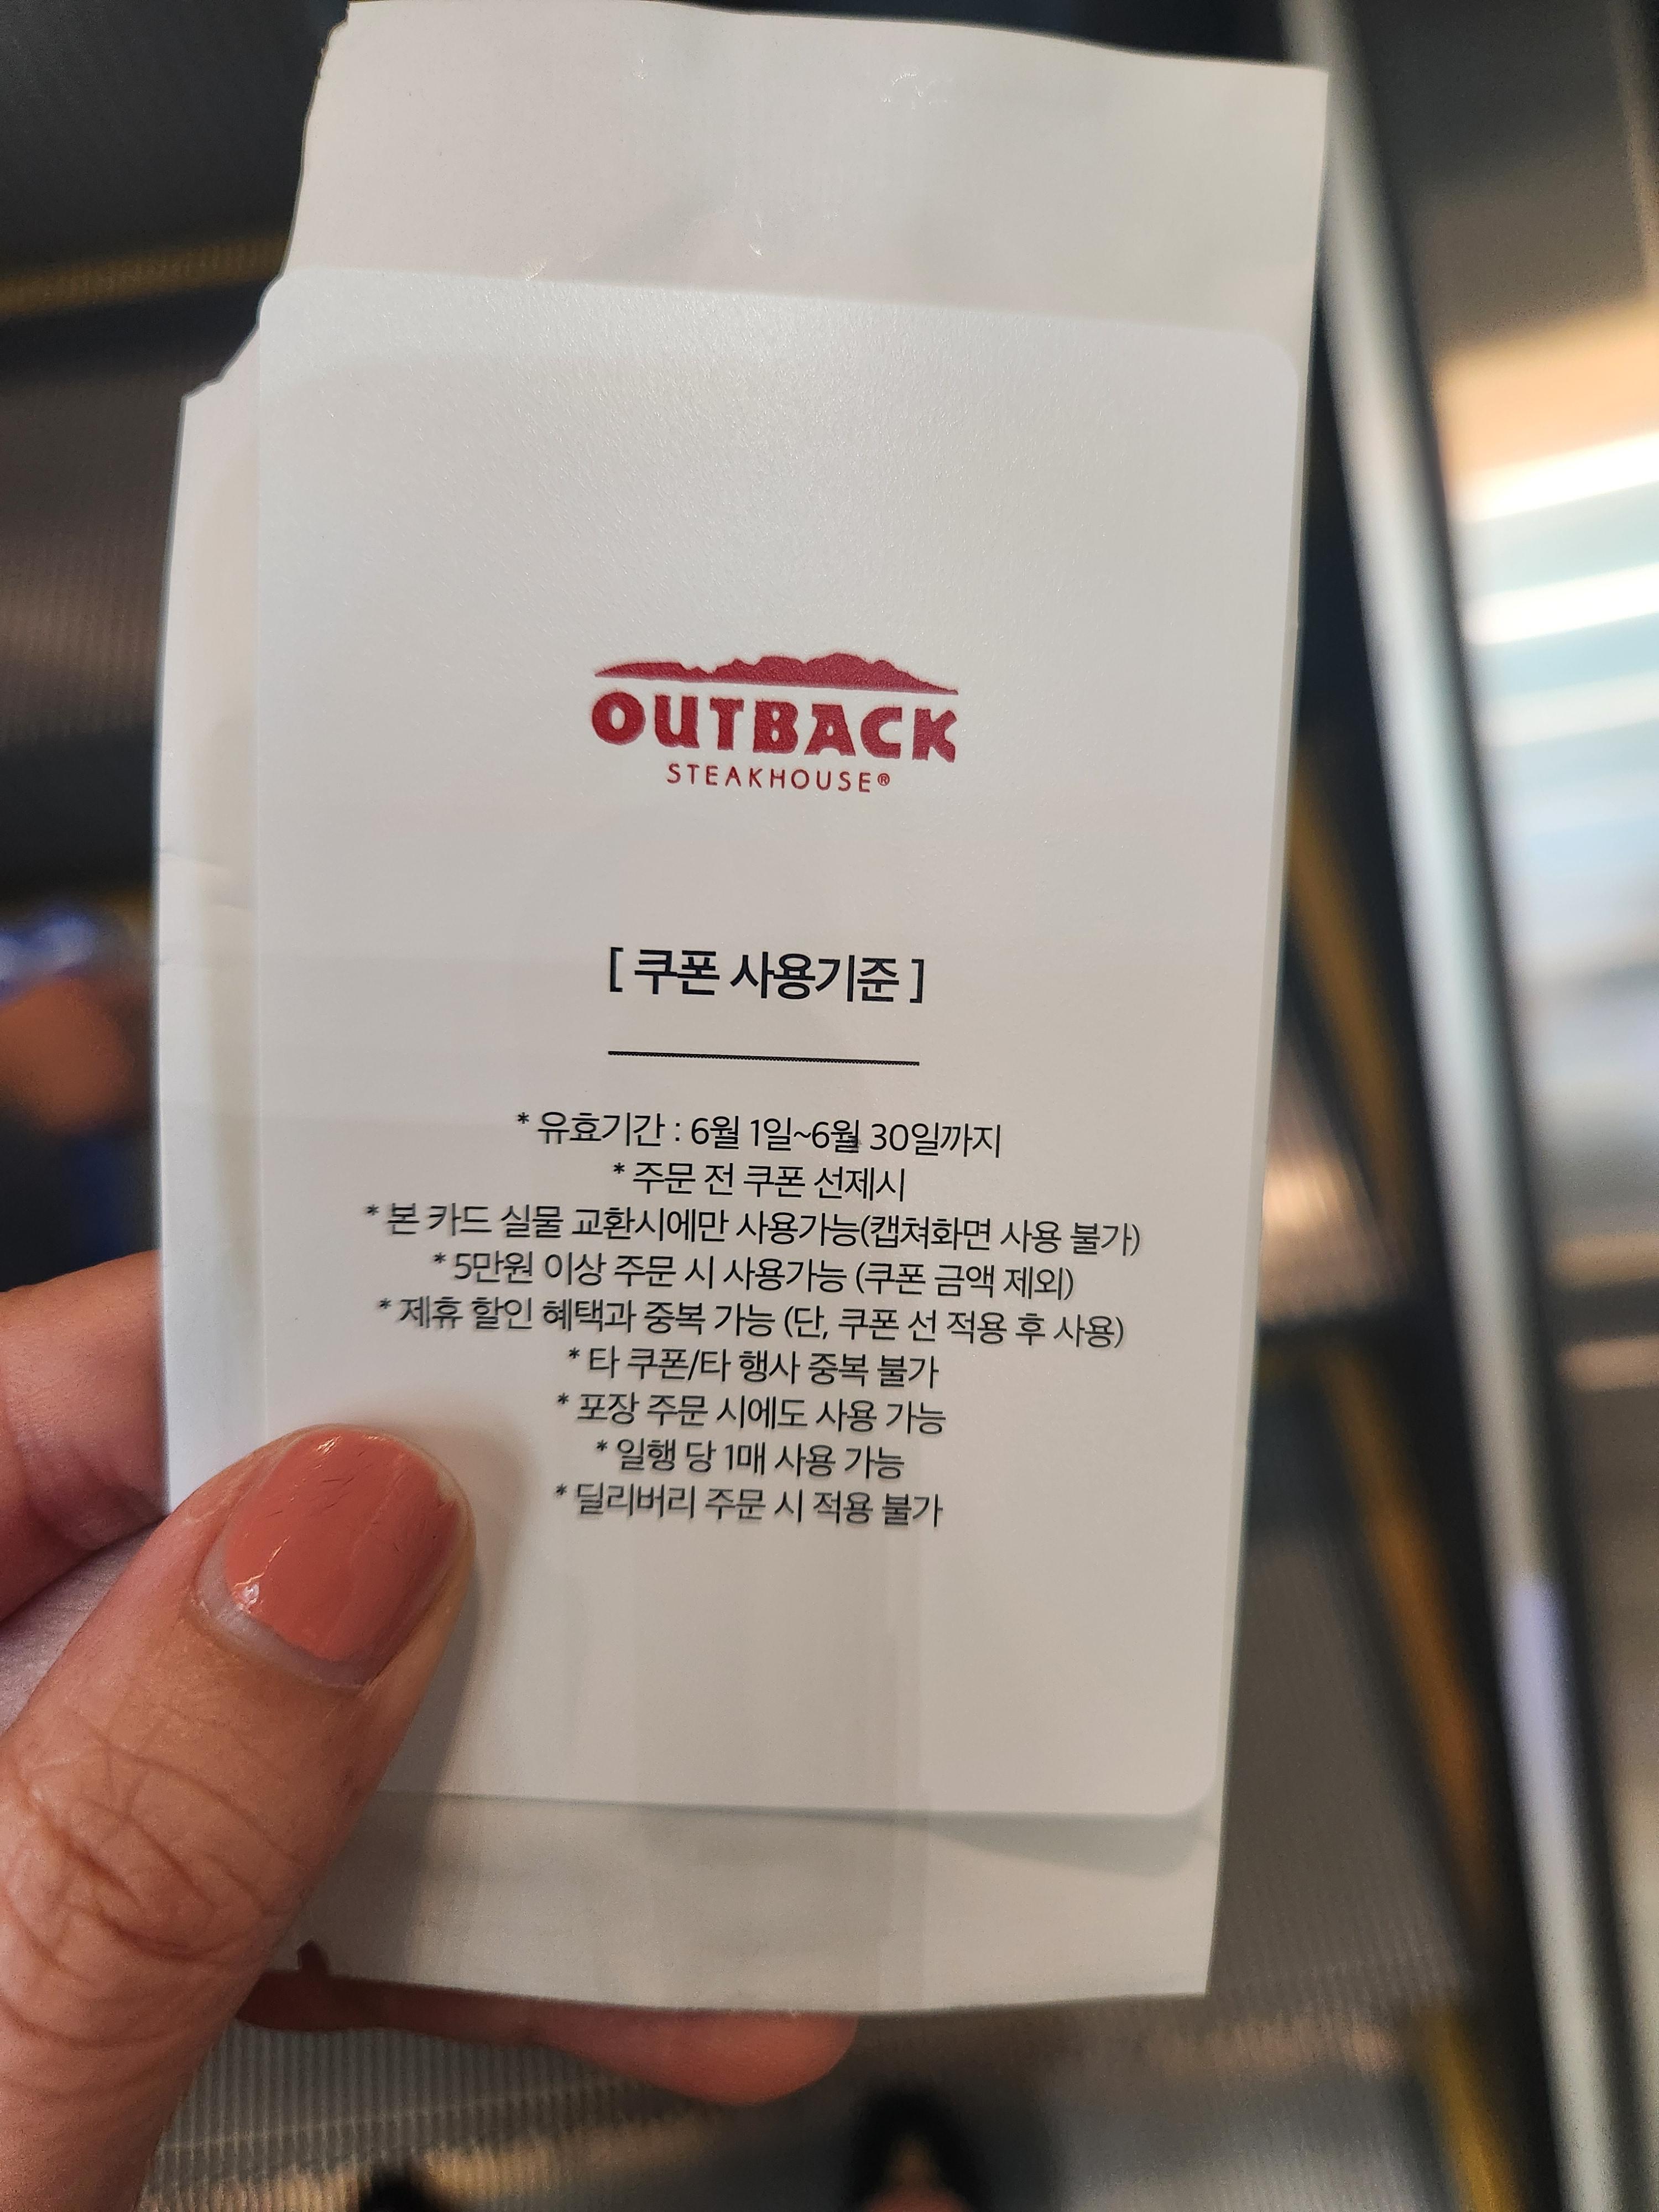 OUTBACK
STEAKHOUSE®
[ 쿠폰 사용기준 ]
* 유효기간 : 6월 1일~6월 30일까지
* 주문 전 쿠폰 선제시
* 본 카드 실물 교환시에만 사용가능(캡쳐화면 사용 불가)
* 5만원 이상 주문 시 사용가능 (쿠폰 금액 제외)
* 제휴 할인 혜택과 중복 가능 (단, 쿠폰 선 적용 후 사용)
* 타 쿠폰/타 행사 중복 불가
* 포장 주문 시에도 사용 가능
* 일행 당 1매 사용 가능
* 딜리버리 주문 시 적용 불가